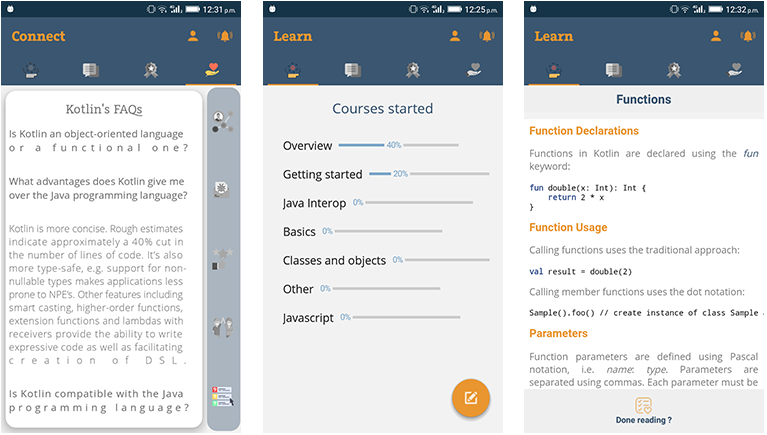 12:31 p.m.
Connect
Kotlin's FAQs
Is Kotlin an object-oriented language
or a functional one?
What advantages does Kotlin give me
over the Java programming language?
Kotlin is more concise. Rough estimates
indicate approximately a 40% cut in
the number of lines of code. It's also
more type-safe, e.g. support for non-
nullable types makes applications less
prone to NPE's. Other features including
smart casting, higher-order functions,
extension functions and lambdas with
receivers provide the ability to write
expressive code as well as facilitating
creation of DSL.
Is Kotlin compatible with the Java
programming language?
12:25 p.m.
Learn
Courses started
Overview 40%
Getting started 20%
Java Interop 0%
Basics 0%
Classes and objects 0%
Other 0%
Javascript 0%
12:32 p.m.
Learn
Functions
Function Declarations
Functions in Kotlin are declared using the fun
keyword:
fun double(x: Int): Int {
return 2 * x
}
Function Usage
Calling functions uses the traditional approach:
val result = double(2)
Calling member functions uses the dot notation:
Sample().foo() // create instance of class Sample
Parameters
Function parameters are defined using Pascal
notation, i.e. name: type. Parameters are
separated using commas. Each parameter must be
Done reading ?